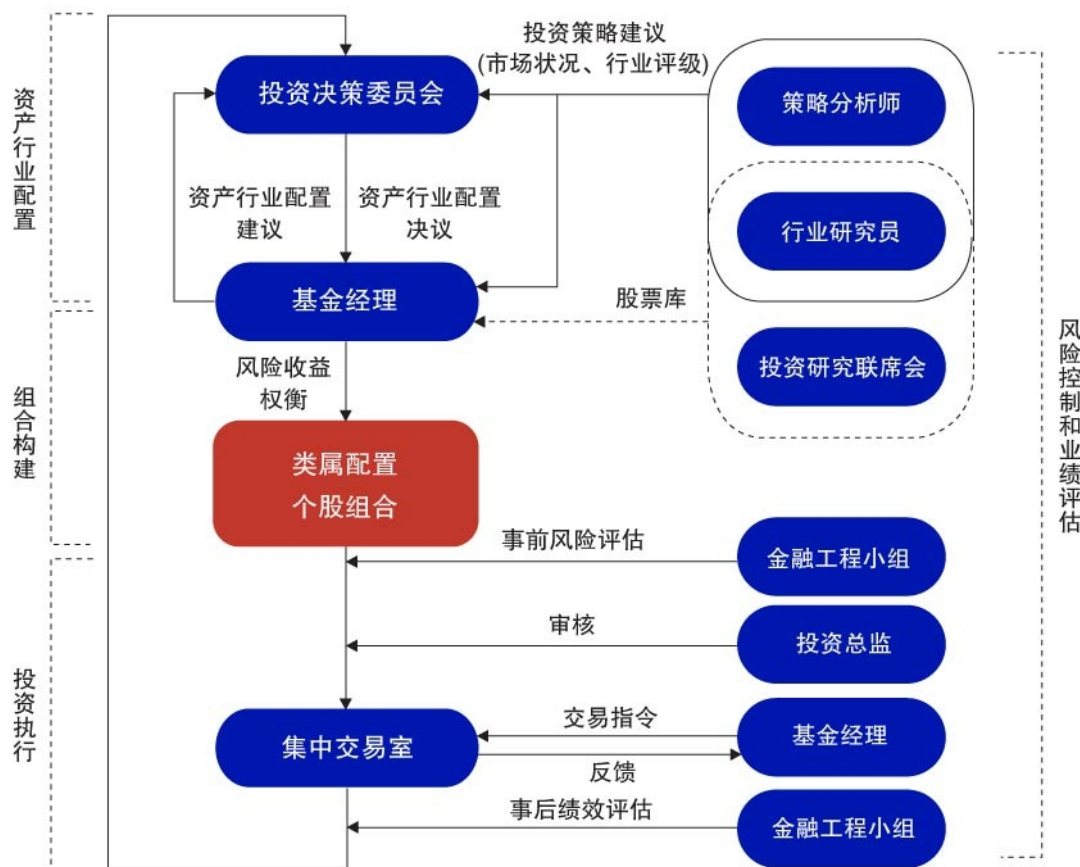 投资策略建议
(市场状况、行业评级)
投资决策委员会
策略分析师
资产行业配置
资产行业配置
建议
资产行业配置
决议
行业研究员
基金经理
股票库
投资研究联席会
风险收益
权衡
组合构建
类属配置
个股组合
风险控制和业绩评估
事前风险评估
金融工程小组
审核
投资总监
投资执行
集中交易室
交易指令
反馈
基金经理
事后绩效评估
金融工程小组